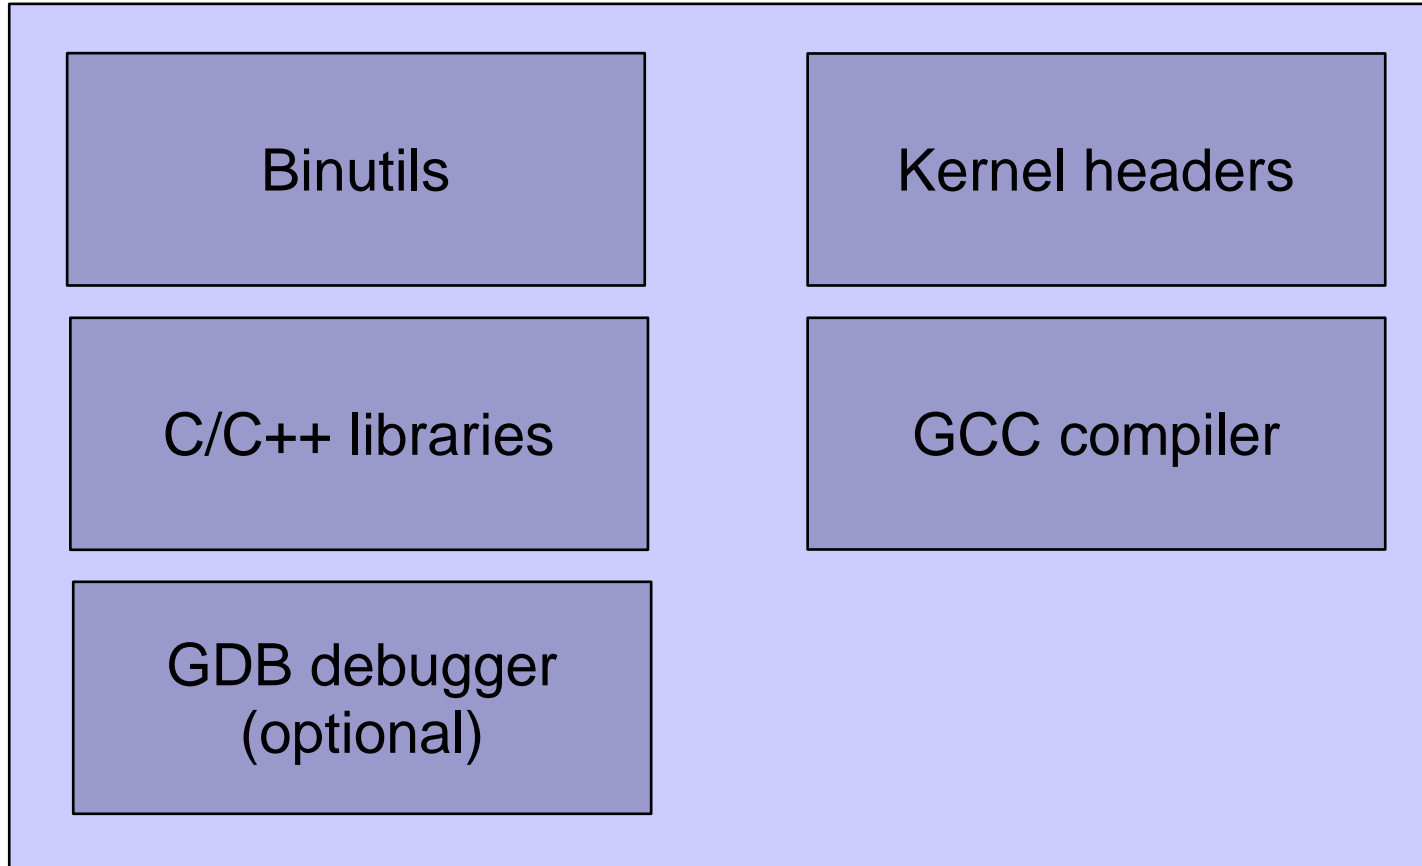 Binutils
Kernel headers
C/C++ libraries
GCC compiler
GDB debugger
(optional)